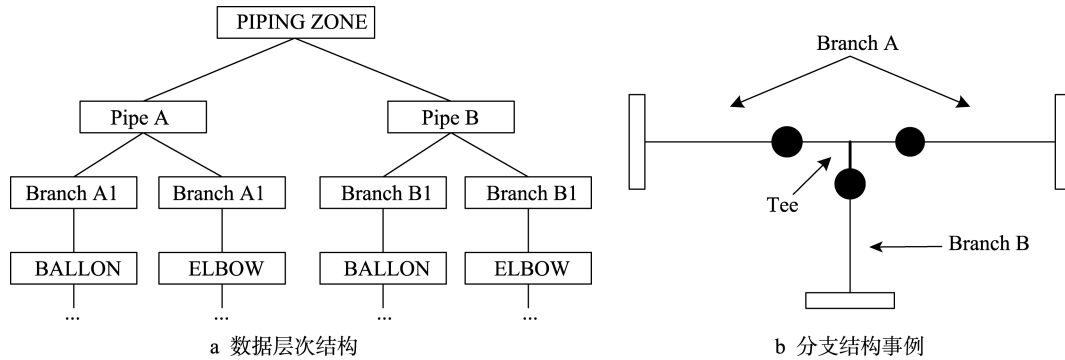 PIPING ZONE
Pipe A
Pipe B
Branch A1
Branch A1
Branch B1
Branch B1
BALLON
ELBOW
BALLON
ELBOW
...
...
...
...
a 数据层次结构
Branch A
Tee
Branch B
b 分支结构事例